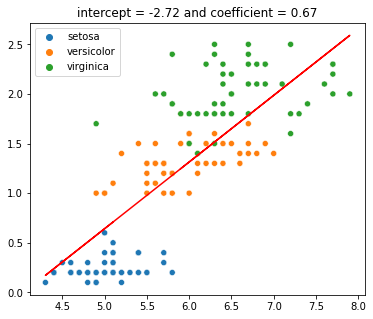 intercept = -2.72 and coefficient = 0.67
setosa
versicolor
virginica
2.5
2.0
1.5
1.0
0.5
0.0
4.5 5.0 5.5 6.0 6.5 7.0 7.5 8.0